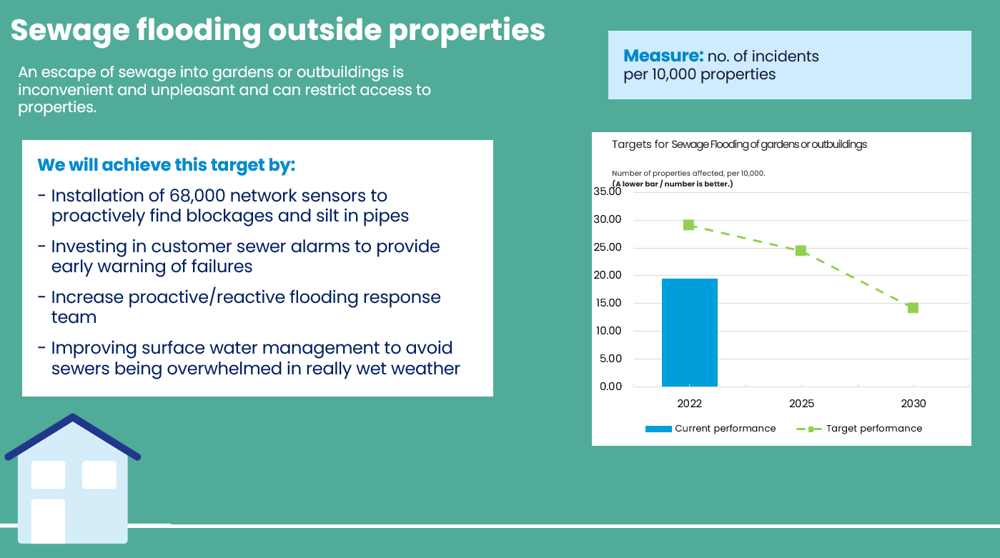 Sewage flooding outside properties
An escape of sewage into gardens or outbuildings is
inconvenient and unpleasant and can restrict access to
properties.
Measure: no. of incidents
per 10,000 properties
We will achieve this target by:
- Installation of 68,000 network sensors to
proactively find blockages and silt in pipes
- Investing in customer sewer alarms to provide
early warning of failures
- Increase proactive/reactive flooding response
team
- Improving surface water management to avoid
sewers being overwhelmed in really wet weather
Targets for Sewage Flooding of gardens or outbuildings
Number of properties affected, per 10,000.
(A lower bar / number is better.)
35.00
30.00
25.00
20.00
15.00
10.00
5.00
0.00
2022 2025 2030
Current performance Target performance